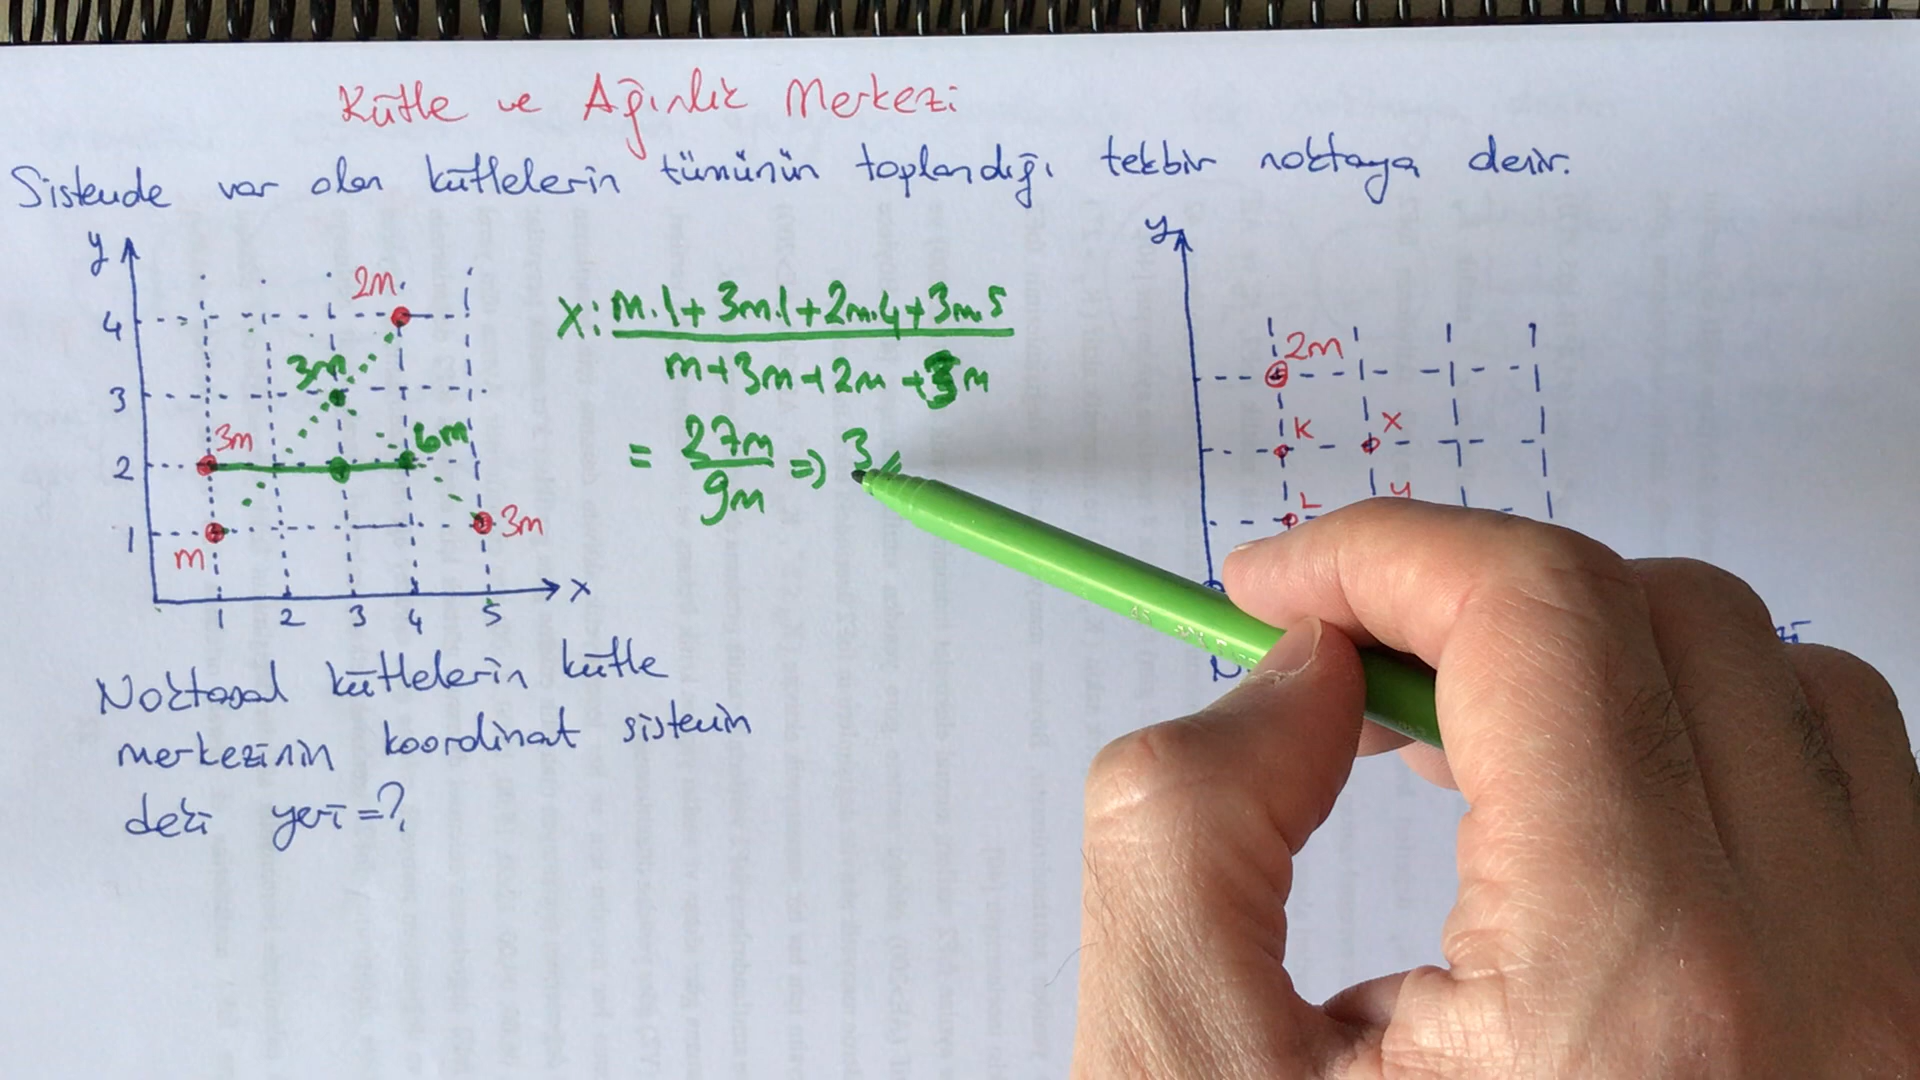 Kütle ve Ağırlık Merkezi
Sistemde var olan kütlelerin tümünün toplandığı tekbir noktaya denir.
y
4
3
2
1
2m
3m
3m
6m
m
3m
1 2 3 4 5
x
x: m.1+3m.1+2m.4+3m.5
m+3m+2m+3m
= 27m
9m
=> 3
Noktasal kütlelerin kütle
merkezinin koordinat sistemin
deki yeri=?
y
2m
K
X
L
y